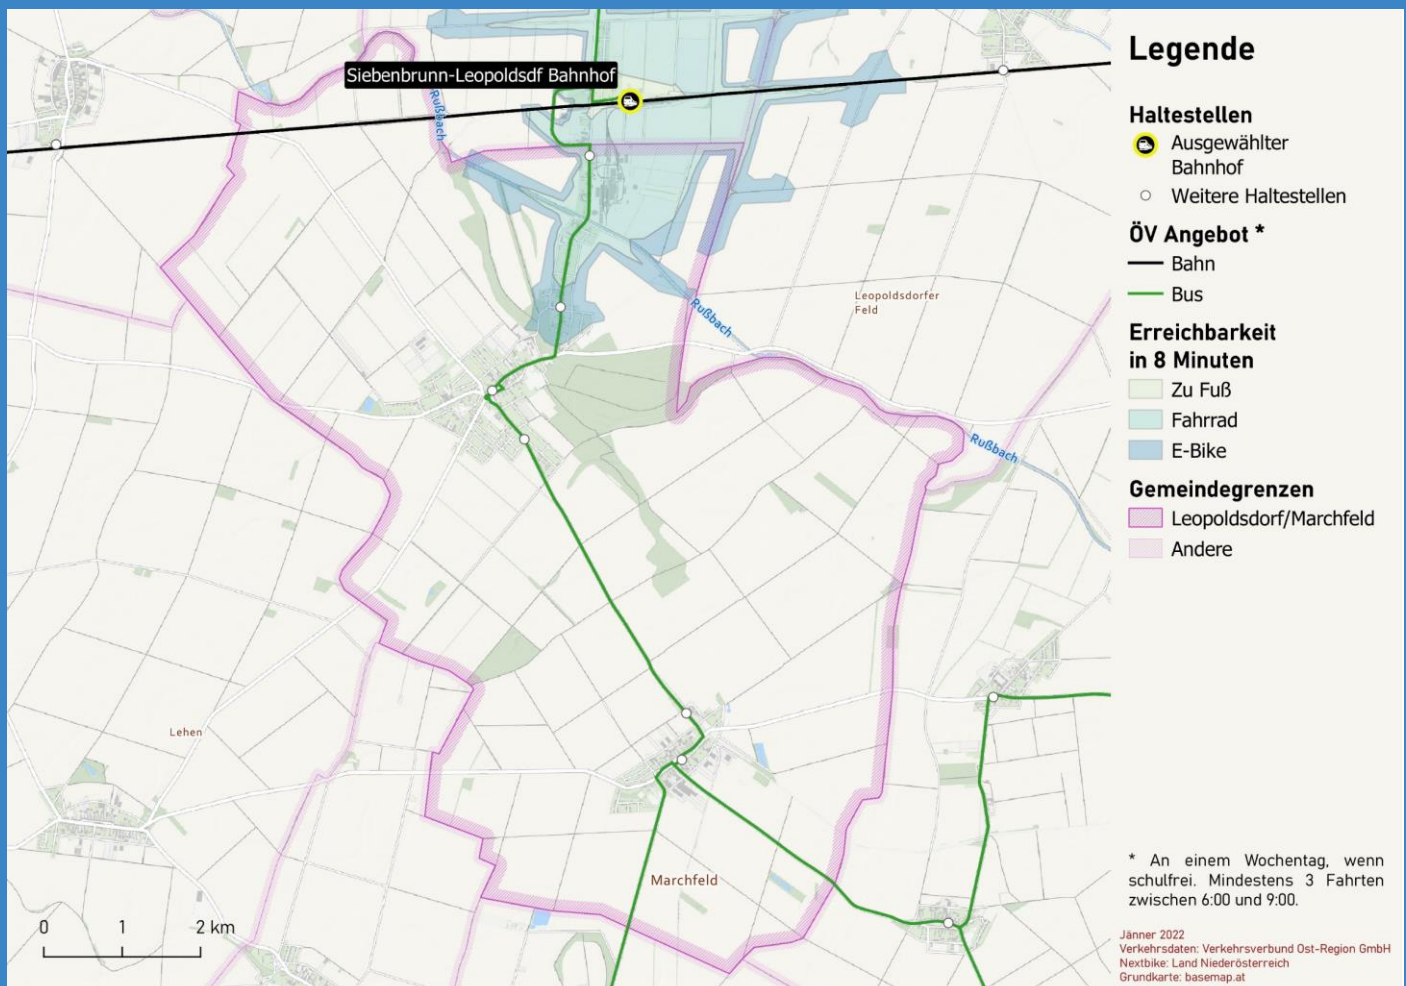 Siebenbrunn-Leopoldsdf Bahnhof
Rußbach
Leopoldsdorfer
Feld
Rußbach
Rußbach
Lehen
Marchfeld
0 1 2 km
Legende
Haltestellen
Ausgewählter
Bahnhof
Weitere Haltestellen
ÖV Angebot *
Bahn
Bus
Erreichbarkeit
in 8 Minuten
Zu Fuß
Fahrrad
E-Bike
Gemeindegrenzen
Leopoldsdorf/Marchfeld
Andere
* An einem Wochentag, wenn
schulfrei. Mindestens 3 Fahrten
zwischen 6:00 und 9:00.
Jänner 2022
Verkehrsdaten: Verkehrsverbund Ost-Region GmbH
Nextbike: Land Niederösterreich
Grundkarte: basemap.at